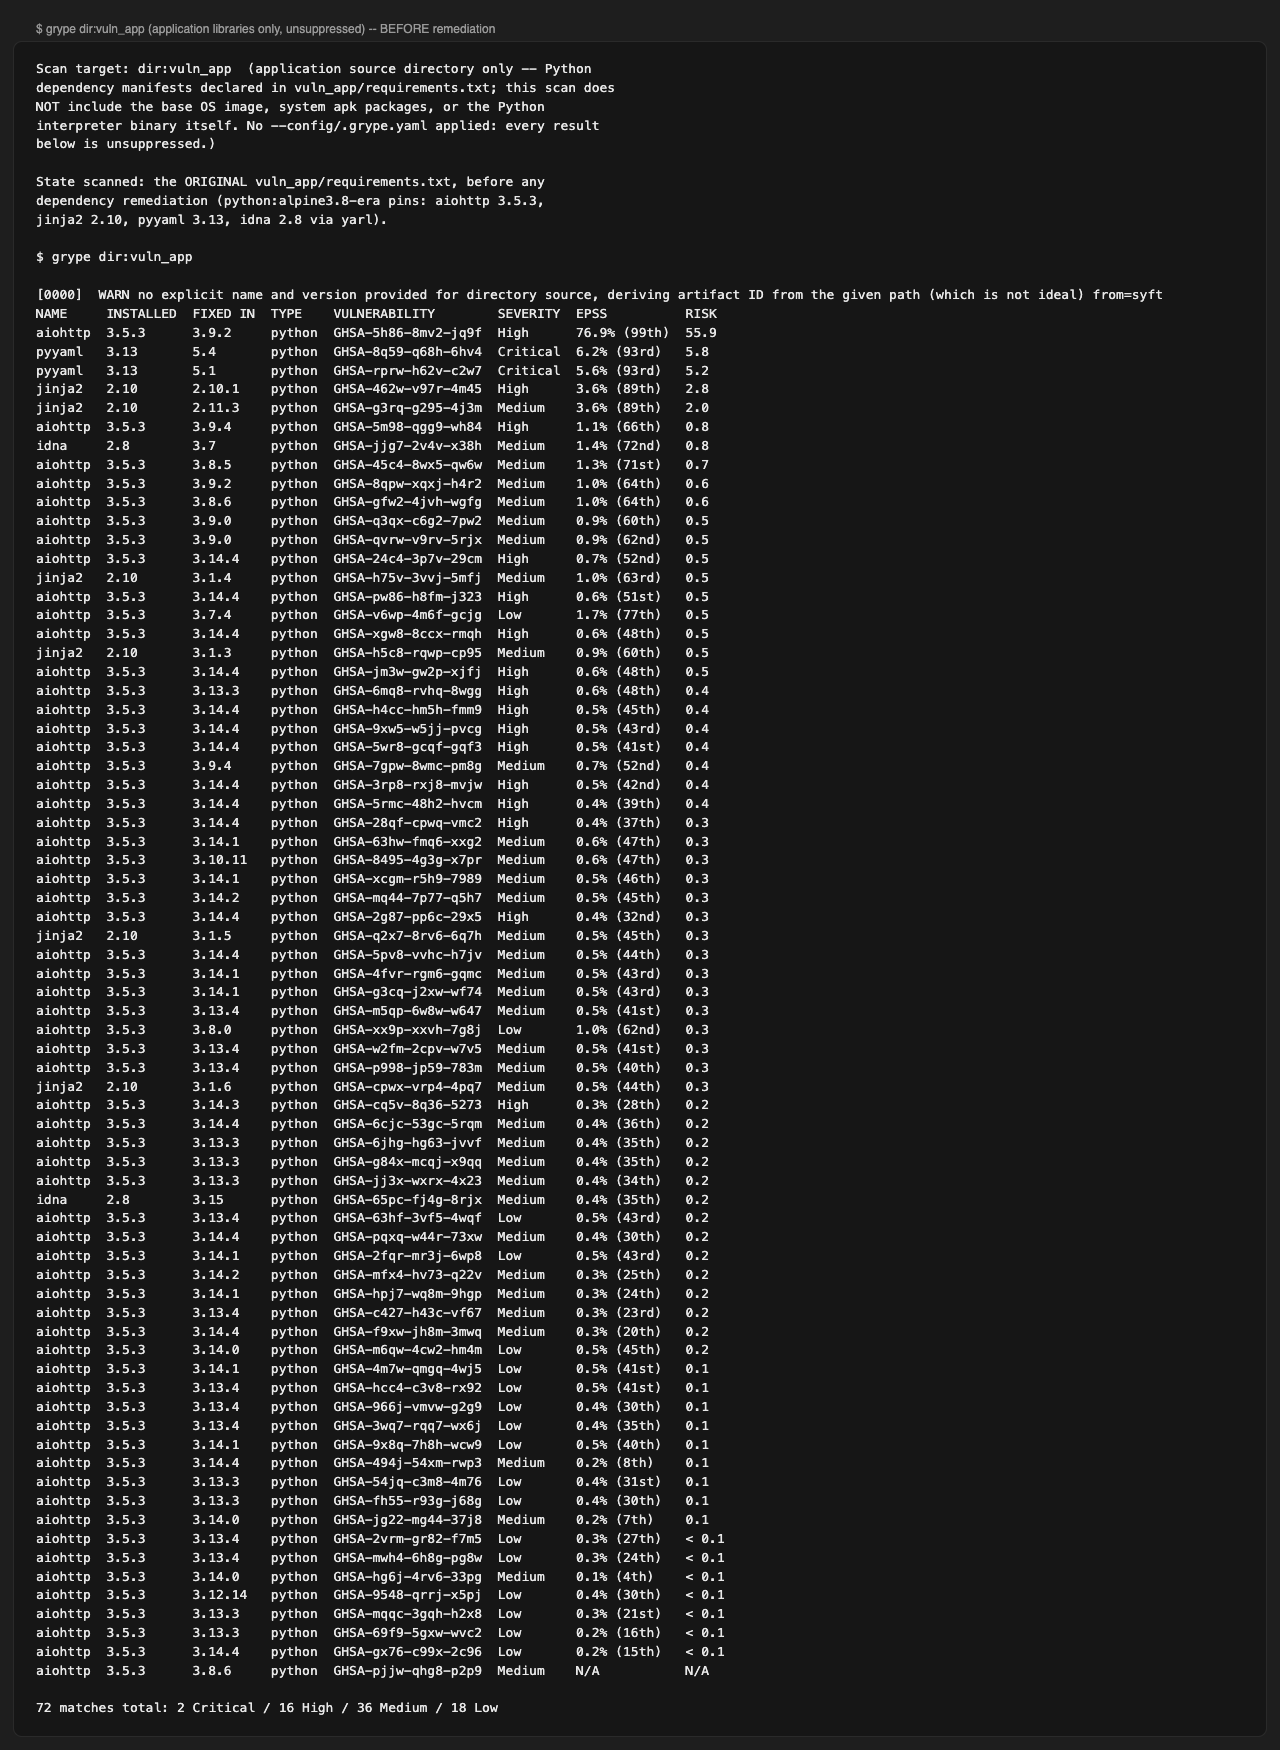 $ grype dir:vuln_app (application libraries only, unsuppressed) -- BEFORE remediation
Scan target: dir:vuln_app  (application source directory only -- Python
dependency manifests declared in vuln_app/requirements.txt; this scan does
NOT include the base OS image, system apk packages, or the Python
interpreter binary itself. No --config/.grype.yaml applied: every result
below is unsuppressed.)
State scanned: the ORIGINAL vuln_app/requirements.txt, before any
dependency remediation (python:alpine3.8-era pins: aiohttp 3.5.3,
jinja2 2.10, pyyaml 3.13, idna 2.8 via yarl).
$ grype dir:vuln_app
[0000]  WARN no explicit name and version provided for directory source, deriving artifact ID from the given path (which is not ideal) from=syft
NAME     INSTALLED  FIXED IN  TYPE    VULNERABILITY        SEVERITY  EPSS          RISK
aiohttp  3.5.3      3.9.2     python  GHSA-5h86-8mv2-jq9f  High      76.9% (99th)  55.9
pyyaml   3.13       5.4       python  GHSA-8q59-q68h-6hv4  Critical  6.2% (93rd)   5.8
pyyaml   3.13       5.1       python  GHSA-rprw-h62v-c2w7  Critical  5.6% (93rd)   5.2
jinja2   2.10       2.10.1    python  GHSA-462w-v97r-4m45  High      3.6% (89th)   2.8
jinja2   2.10       2.11.3    python  GHSA-g3rq-g295-4j3m  Medium    3.6% (89th)   2.0
aiohttp  3.5.3      3.9.4     python  GHSA-5m98-qgg9-wh84  High      1.1% (66th)   0.8
idna     2.8        3.7       python  GHSA-jjg7-2v4v-x38h  Medium    1.4% (72nd)   0.8
aiohttp  3.5.3      3.8.5     python  GHSA-45c4-8wx5-qw6w  Medium    1.3% (71st)   0.7
aiohttp  3.5.3      3.9.2     python  GHSA-8qpw-xqxj-h4r2  Medium    1.0% (64th)   0.6
aiohttp  3.5.3      3.8.6     python  GHSA-gfw2-4jvh-wgfg  Medium    1.0% (64th)   0.6
aiohttp  3.5.3      3.9.0     python  GHSA-q3qx-c6g2-7pw2  Medium    0.9% (60th)   0.5
aiohttp  3.5.3      3.9.0     python  GHSA-qvrw-v9rv-5rjx  Medium    0.9% (62nd)   0.5
aiohttp  3.5.3      3.14.4    python  GHSA-24c4-3p7v-29cm  High      0.7% (52nd)   0.5
jinja2   2.10       3.1.4     python  GHSA-h75v-3vvj-5mfj  Medium    1.0% (63rd)   0.5
aiohttp  3.5.3      3.14.4    python  GHSA-pw86-h8fm-j323  High      0.6% (51st)   0.5
aiohttp  3.5.3      3.7.4     python  GHSA-v6wp-4m6f-gcjg  Low       1.7% (77th)   0.5
aiohttp  3.5.3      3.14.4    python  GHSA-xgw8-8ccx-rmqh  High      0.6% (48th)   0.5
jinja2   2.10       3.1.3     python  GHSA-h5c8-rqwp-cp95  Medium    0.9% (60th)   0.5
aiohttp  3.5.3      3.14.4    python  GHSA-jm3w-gw2p-xjfj  High      0.6% (48th)   0.5
aiohttp  3.5.3      3.13.3    python  GHSA-6mq8-rvhq-8wgg  High      0.6% (48th)   0.4
aiohttp  3.5.3      3.14.4    python  GHSA-h4cc-hm5h-fmm9  High      0.5% (45th)   0.4
aiohttp  3.5.3      3.14.4    python  GHSA-9xw5-w5jj-pvcg  High      0.5% (43rd)   0.4
aiohttp  3.5.3      3.14.4    python  GHSA-5wr8-gcqf-gqf3  High      0.5% (41st)   0.4
aiohttp  3.5.3      3.9.4     python  GHSA-7gpw-8wmc-pm8g  Medium    0.7% (52nd)   0.4
aiohttp  3.5.3      3.14.4    python  GHSA-3rp8-rxj8-mvjw  High      0.5% (42nd)   0.4
aiohttp  3.5.3      3.14.4    python  GHSA-5rmc-48h2-hvcm  High      0.4% (39th)   0.4
aiohttp  3.5.3      3.14.4    python  GHSA-28qf-cpwq-vmc2  High      0.4% (37th)   0.3
aiohttp  3.5.3      3.14.1    python  GHSA-63hw-fmq6-xxg2  Medium    0.6% (47th)   0.3
aiohttp  3.5.3      3.10.11   python  GHSA-8495-4g3g-x7pr  Medium    0.6% (47th)   0.3
aiohttp  3.5.3      3.14.1    python  GHSA-xcgm-r5h9-7989  Medium    0.5% (46th)   0.3
aiohttp  3.5.3      3.14.2    python  GHSA-mq44-7p77-q5h7  Medium    0.5% (45th)   0.3
aiohttp  3.5.3      3.14.4    python  GHSA-2g87-pp6c-29x5  High      0.4% (32nd)   0.3
jinja2   2.10       3.1.5     python  GHSA-q2x7-8rv6-6q7h  Medium    0.5% (45th)   0.3
aiohttp  3.5.3      3.14.4    python  GHSA-5pv8-vvhc-h7jv  Medium    0.5% (44th)   0.3
aiohttp  3.5.3      3.14.1    python  GHSA-4fvr-rgm6-gqmc  Medium    0.5% (43rd)   0.3
aiohttp  3.5.3      3.14.1    python  GHSA-g3cq-j2xw-wf74  Medium    0.5% (43rd)   0.3
aiohttp  3.5.3      3.13.4    python  GHSA-m5qp-6w8w-w647  Medium    0.5% (41st)   0.3
aiohttp  3.5.3      3.8.0     python  GHSA-xx9p-xxvh-7g8j  Low       1.0% (62nd)   0.3
aiohttp  3.5.3      3.13.4    python  GHSA-w2fm-2cpv-w7v5  Medium    0.5% (41st)   0.3
aiohttp  3.5.3      3.13.4    python  GHSA-p998-jp59-783m  Medium    0.5% (40th)   0.3
jinja2   2.10       3.1.6     python  GHSA-cpwx-vrp4-4pq7  Medium    0.5% (44th)   0.3
aiohttp  3.5.3      3.14.3    python  GHSA-cq5v-8q36-5273  High      0.3% (28th)   0.2
aiohttp  3.5.3      3.14.4    python  GHSA-6cjc-53gc-5rqm  Medium    0.4% (36th)   0.2
aiohttp  3.5.3      3.13.3    python  GHSA-6jhg-hg63-jvvf  Medium    0.4% (35th)   0.2
aiohttp  3.5.3      3.13.3    python  GHSA-g84x-mcqj-x9qq  Medium    0.4% (35th)   0.2
aiohttp  3.5.3      3.13.3    python  GHSA-jj3x-wxrx-4x23  Medium    0.4% (34th)   0.2
idna     2.8        3.15      python  GHSA-65pc-fj4g-8rjx  Medium    0.4% (35th)   0.2
aiohttp  3.5.3      3.13.4    python  GHSA-63hf-3vf5-4wqf  Low       0.5% (43rd)   0.2
aiohttp  3.5.3      3.14.4    python  GHSA-pqxq-w44r-73xw  Medium    0.4% (30th)   0.2
aiohttp  3.5.3      3.14.1    python  GHSA-2fqr-mr3j-6wp8  Low       0.5% (43rd)   0.2
aiohttp  3.5.3      3.14.2    python  GHSA-mfx4-hv73-q22v  Medium    0.3% (25th)   0.2
aiohttp  3.5.3      3.14.1    python  GHSA-hpj7-wq8m-9hgp  Medium    0.3% (24th)   0.2
aiohttp  3.5.3      3.13.4    python  GHSA-c427-h43c-vf67  Medium    0.3% (23rd)   0.2
aiohttp  3.5.3      3.14.4    python  GHSA-f9xw-jh8m-3mwq  Medium    0.3% (20th)   0.2
aiohttp  3.5.3      3.14.0    python  GHSA-m6qw-4cw2-hm4m  Low       0.5% (45th)   0.2
aiohttp  3.5.3      3.14.1    python  GHSA-4m7w-qmgq-4wj5  Low       0.5% (41st)   0.1
aiohttp  3.5.3      3.13.4    python  GHSA-hcc4-c3v8-rx92  Low       0.5% (41st)   0.1
aiohttp  3.5.3      3.13.4    python  GHSA-966j-vmvw-g2g9  Low       0.4% (30th)   0.1
aiohttp  3.5.3      3.13.4    python  GHSA-3wq7-rqq7-wx6j  Low       0.4% (35th)   0.1
aiohttp  3.5.3      3.14.1    python  GHSA-9x8q-7h8h-wcw9  Low       0.5% (40th)   0.1
aiohttp  3.5.3      3.14.4    python  GHSA-494j-54xm-rwp3  Medium    0.2% (8th)    0.1
aiohttp  3.5.3      3.13.3    python  GHSA-54jq-c3m8-4m76  Low       0.4% (31st)   0.1
aiohttp  3.5.3      3.13.3    python  GHSA-fh55-r93g-j68g  Low       0.4% (30th)   0.1
aiohttp  3.5.3      3.14.0    python  GHSA-jg22-mg44-37j8  Medium    0.2% (7th)    0.1
aiohttp  3.5.3      3.13.4    python  GHSA-2vrm-gr82-f7m5  Low       0.3% (27th)   < 0.1
aiohttp  3.5.3      3.13.4    python  GHSA-mwh4-6h8g-pg8w  Low       0.3% (24th)   < 0.1
aiohttp  3.5.3      3.14.0    python  GHSA-hg6j-4rv6-33pg  Medium    0.1% (4th)    < 0.1
aiohttp  3.5.3      3.12.14   python  GHSA-9548-qrrj-x5pj  Low       0.4% (30th)   < 0.1
aiohttp  3.5.3      3.13.3    python  GHSA-mqqc-3gqh-h2x8  Low       0.3% (21st)   < 0.1
aiohttp  3.5.3      3.13.3    python  GHSA-69f9-5gxw-wvc2  Low       0.2% (16th)   < 0.1
aiohttp  3.5.3      3.14.4    python  GHSA-gx76-c99x-2c96  Low       0.2% (15th)   < 0.1
aiohttp  3.5.3      3.8.6     python  GHSA-pjjw-qhg8-p2p9  Medium    N/A           N/A
72 matches total: 2 Critical / 16 High / 36 Medium / 18 Low